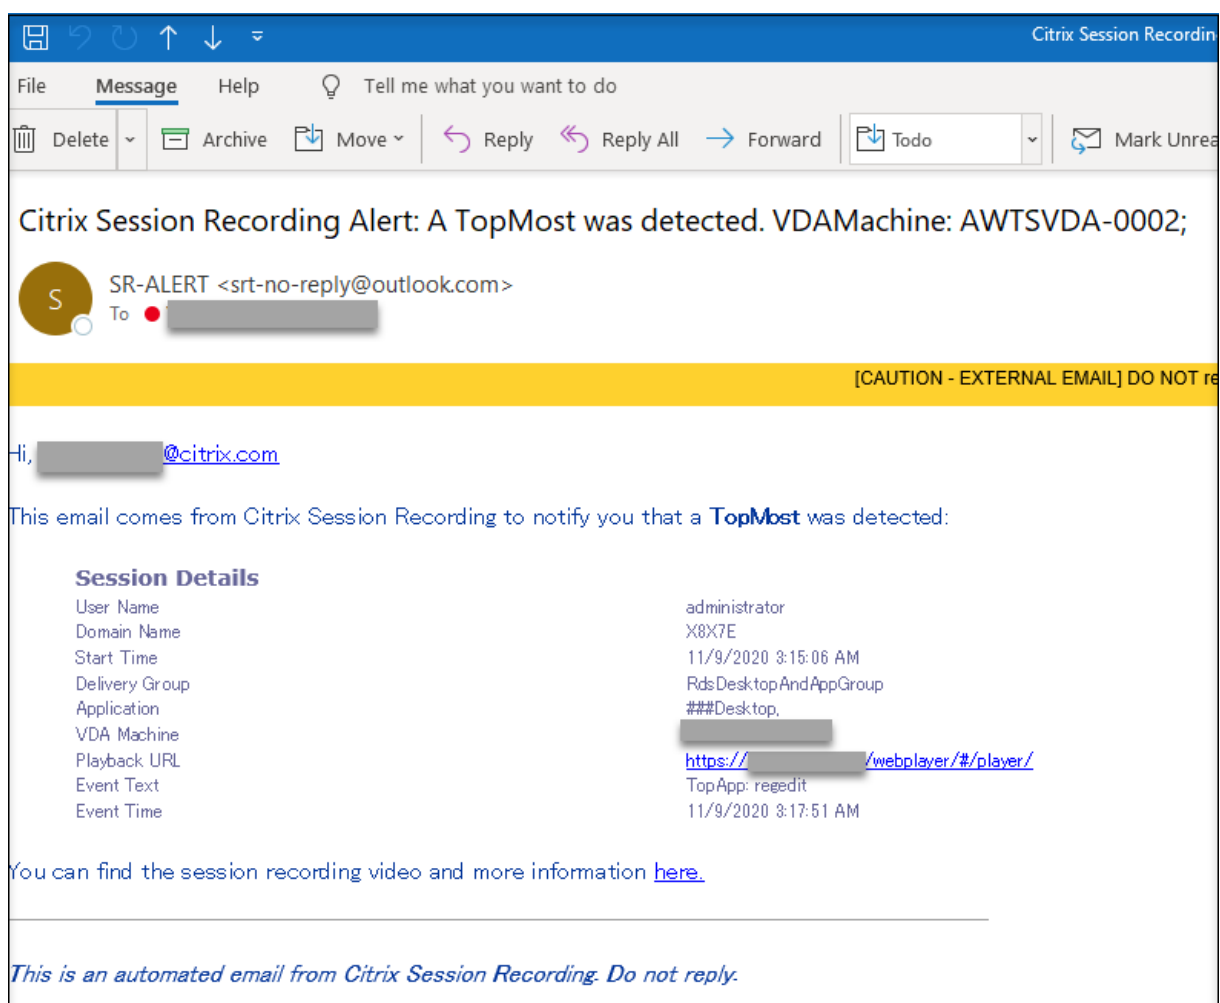 Citrix Session Recordin
File Message Help Tell me what you want to do
Delete Archive Move Reply Reply All Forward Todo Mark Unrea
Citrix Session Recording Alert: A TopMost was detected. VDAMachine: AWTSVDA-0002;
S
SR-ALERT <srt-no-reply@outlook.com>
To
[CAUTION - EXTERNAL EMAIL] DO NOT re
Hi, @citrix.com
This email comes from Citrix Session Recording to notify you that a TopMost was detected:
Session Details
User Name administrator
Domain Name X8X7E
Start Time 11/9/2020 3:15:06 AM
Delivery Group RdsDesktopAndAppGroup
Application ###Desktop,
VDA Machine
Playback URL https:// /webplayer/#/player/
Event Text TopApp: regedit
Event Time 11/9/2020 3:17:51 AM
You can find the session recording video and more information here.
This is an automated email from Citrix Session Recording. Do not reply.